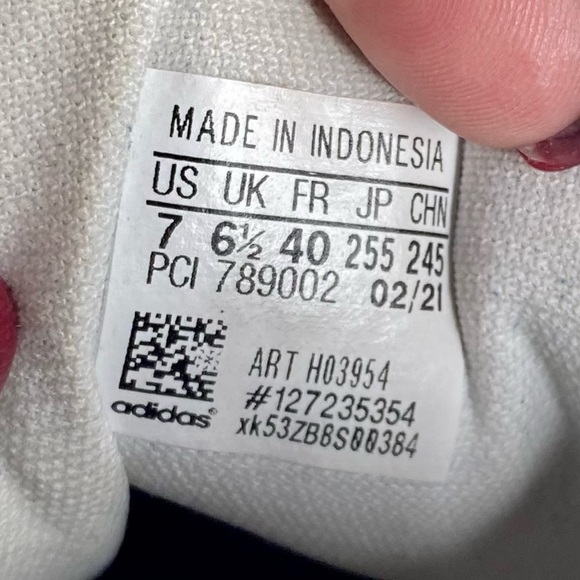 MADE IN INDONESIA
US UK FR JP CHN
7 6½ 40 255 245
PCI 789002 02/21
ART H03954
#127235354
xk53ZB8S00384
adidas®